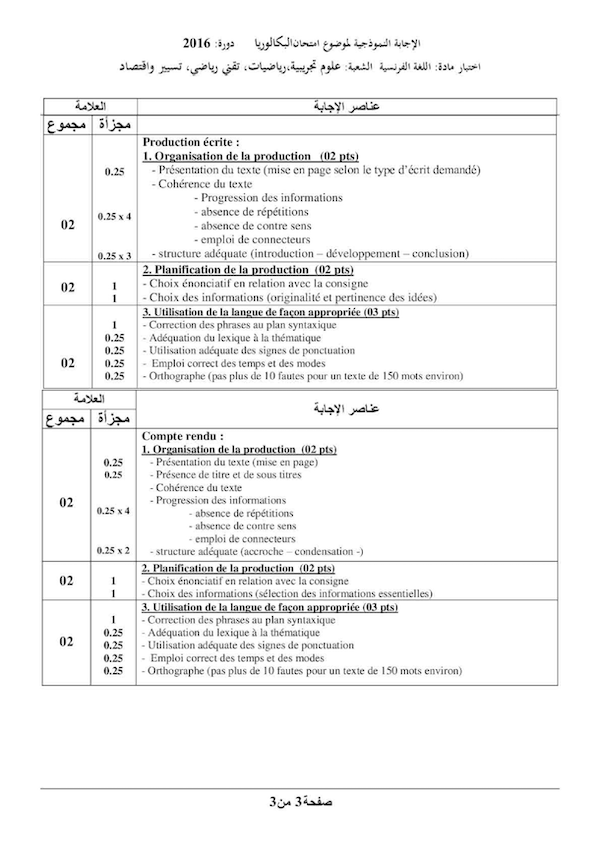 الإجابة النموذجية لموضوع امتحان البكالوريا دورة: 2016
اختبار مادة: اللغة الفرنسية الشعبة: علوم تجريبية،رياضيات، تقني رياضي، تسيير واقتصاد
العلامة عناصر الإجابة
مجموع مجزأة
Production écrite :
1. Organisation de la production (02 pts)
0.25 - Présentation du texte (mise en page selon le type d’écrit demandé)
- Cohérence du texte
- Progression des informations
02 0.25 x 4 - absence de répétitions
- absence de contre sens
- emploi de connecteurs
0.25 x 3 - structure adéquate (introduction – développement – conclusion)
2. Planification de la production (02 pts)
02 1 - Choix énonciatif en relation avec la consigne
1 - Choix des informations (originalité et pertinence des idées)
3. Utilisation de la langue de façon appropriée (03 pts)
1 - Correction des phrases au plan syntaxique
0.25 - Adéquation du lexique à la thématique
0.25 - Utilisation adéquate des signes de ponctuation
02 0.25 - Emploi correct des temps et des modes
0.25 - Orthographe (pas plus de 10 fautes pour un texte de 150 mots environ)
العلامة عناصر الإجابة
مجموع مجزأة
Compte rendu :
1. Organisation de la production (02 pts)
0.25 - Présentation du texte (mise en page)
0.25 - Présence de titre et de sous titres
- Cohérence du texte
02 - Progression des informations
0.25 x 4 - absence de répétitions
- absence de contre sens
- emploi de connecteurs
0.25 x 2 - structure adéquate (accroche – condensation -)
2. Planification de la production (02 pts)
02 1 - Choix énonciatif en relation avec la consigne
1 - Choix des informations (sélection des informations essentielles)
3. Utilisation de la langue de façon appropriée (03 pts)
1 - Correction des phrases au plan syntaxique
0.25 - Adéquation du lexique à la thématique
02 0.25 - Utilisation adéquate des signes de ponctuation
0.25 - Emploi correct des temps et des modes
0.25 - Orthographe (pas plus de 10 fautes pour un texte de 150 mots environ)
صفحة3 من3